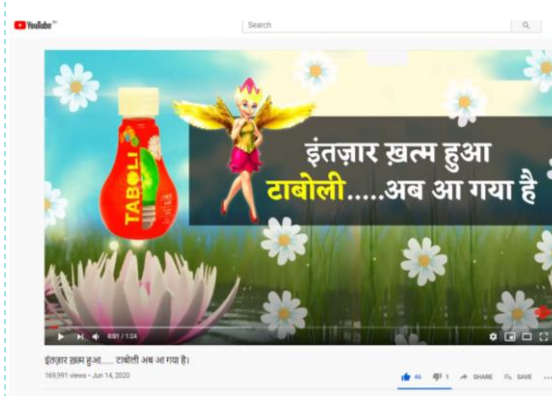 YouTube
Search
TABOLI
इंतज़ार ख़त्म हुआ
टाबोली.....अब आ गया है
0:01 / 1:24
इंतज़ार ख़त्म हुआ..... टाबोली अब आ गया है।
169,991 views • Jun 14, 2020
46 1 SHARE SAVE ...